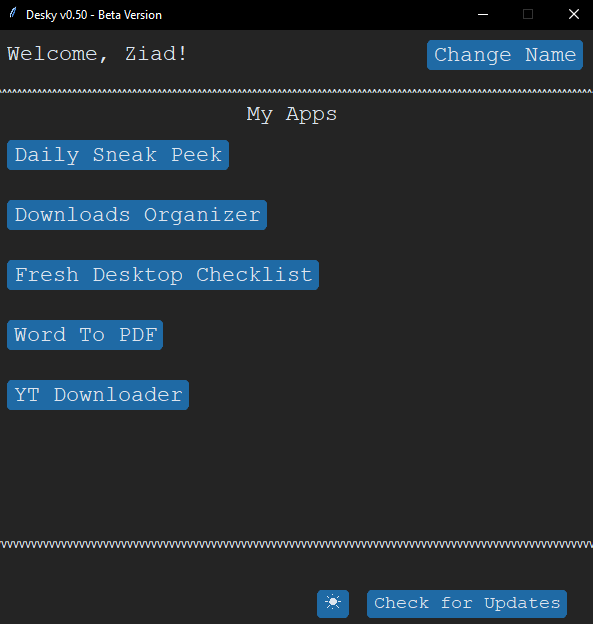 Desky v0.50 - Beta Version
Welcome, Ziad!
Change Name
^^^^^^^^^^^^^^^^^^^^^^^^^^^^^^^^^^^^^^^^^^^^^^^^^^^^^^^^^^^^^^^^^^^^^^^^^^^^^^^^^^^^^^^^^^^^^^^^^^^^
My Apps
Daily Sneak Peek
Downloads Organizer
Fresh Desktop Checklist
Word To PDF
YT Downloader
VVVVVVVVVVVVVVVVVVVVVVVVVVVVVVVVVVVVVVVVVVVVVVVVVVVVVVVVVVVVVVVVVVVVVVVVVVVVVVVV
☀ Check for Updates